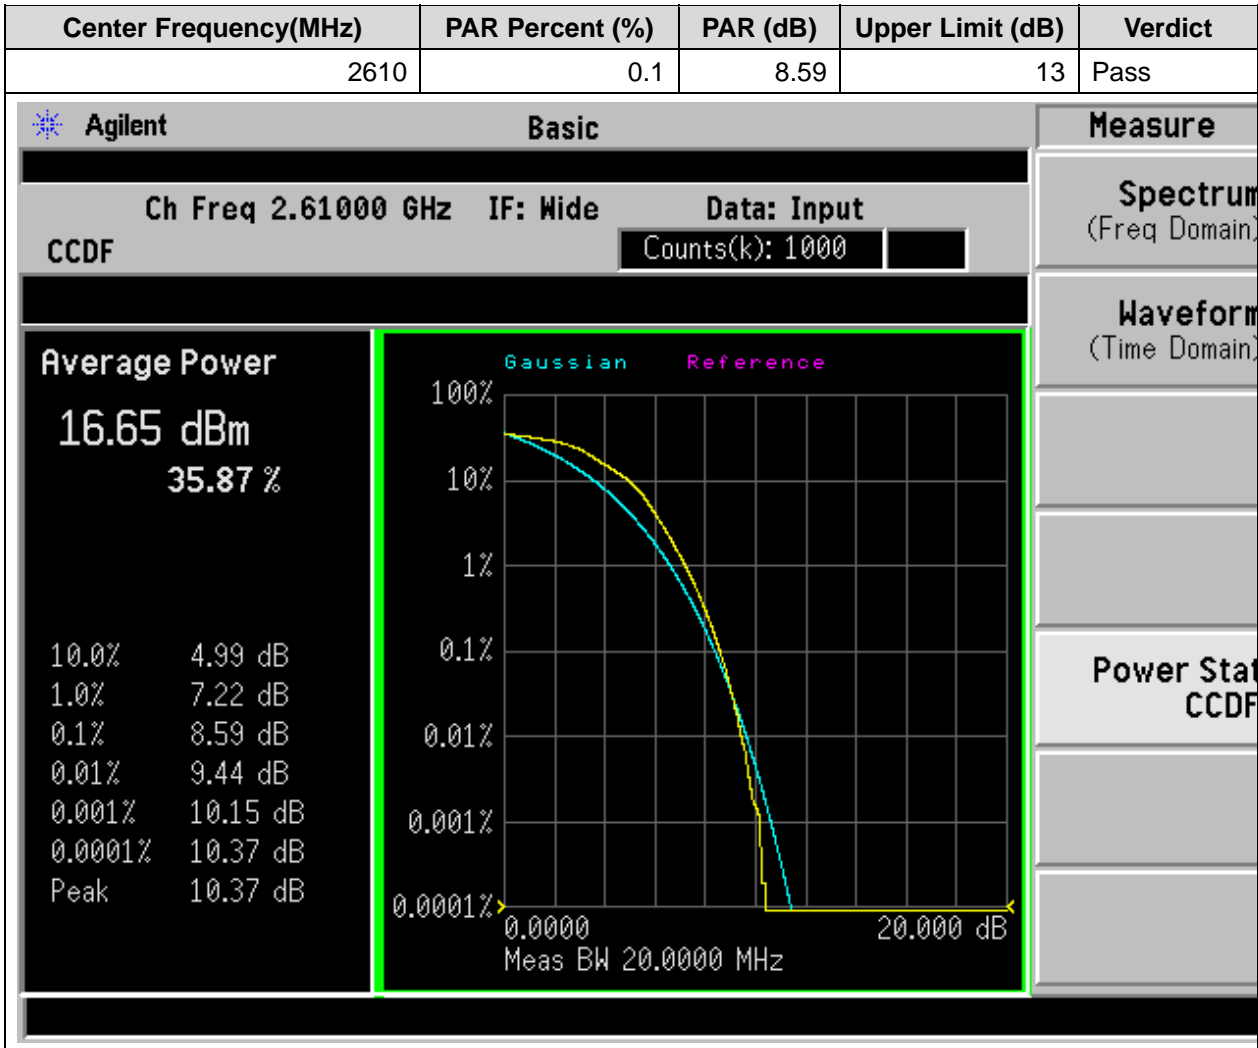 Center Frequency(MHz) PAR Percent (%) PAR (dB) Upper Limit (dB) Verdict
2610 0.1 8.59 13 Pass
Agilent Basic Measure
Ch Freq 2.61000 GHz IF: Wide Data: Input
CCDF Counts(k): 1000
Spectrum
(Freq Domain)
Waveform
(Time Domain)
Power Stat
CCDF
Average Power
16.65 dBm
35.87 %
10.0% 4.99 dB
1.0% 7.22 dB
0.1% 8.59 dB
0.01% 9.44 dB
0.001% 10.15 dB
0.0001% 10.37 dB
Peak 10.37 dB
Gaussian Reference
100%
10%
1%
0.1%
0.01%
0.001%
0.0001%
0.0000 20.000 dB
Meas BW 20.0000 MHz